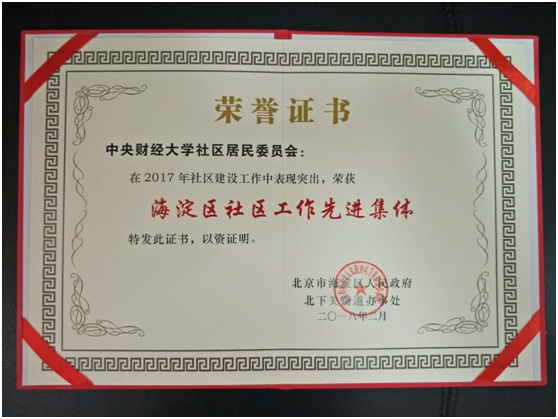 荣誉证书
中央财经大学社区居民委员会：
在2017年社区建设工作中表现突出，荣获
海淀区社区工作先进集体
特发此证书，以资证明。
北京市海淀区人民政府
北下关街道办事处
二〇一八年二月